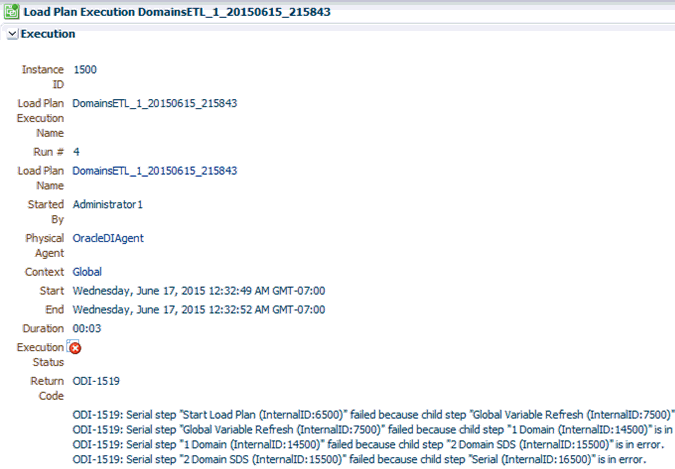 Load Plan Execution DomainsETL_1_20150615_215843
Execution
Instance ID 1500
Load Plan Execution Name DomainsETL_1_20150615_215843
Run # 4
Load Plan Name DomainsETL_1_20150615_215843
Started By Administrator1
Physical Agent OracleDIAgent
Context Global
Start Wednesday, June 17, 2015 12:32:49 AM GMT-07:00
End Wednesday, June 17, 2015 12:32:52 AM GMT-07:00
Duration 00:03
Execution Status
Return Code ODI-1519
ODI-1519: Serial step "Start Load Plan (InternalID:6500)" failed because child step "Global Variable Refresh (InternalID:7500)"
ODI-1519: Serial step "Global Variable Refresh (InternalID:7500)" failed because child step "1 Domain (InternalID:14500)" is in
ODI-1519: Serial step "1 Domain (InternalID:14500)" failed because child step "2 Domain SDS (InternalID:15500)" is in error.
ODI-1519: Serial step "2 Domain SDS (InternalID:15500)" failed because child step "Serial (InternalID:16500)" is in error.